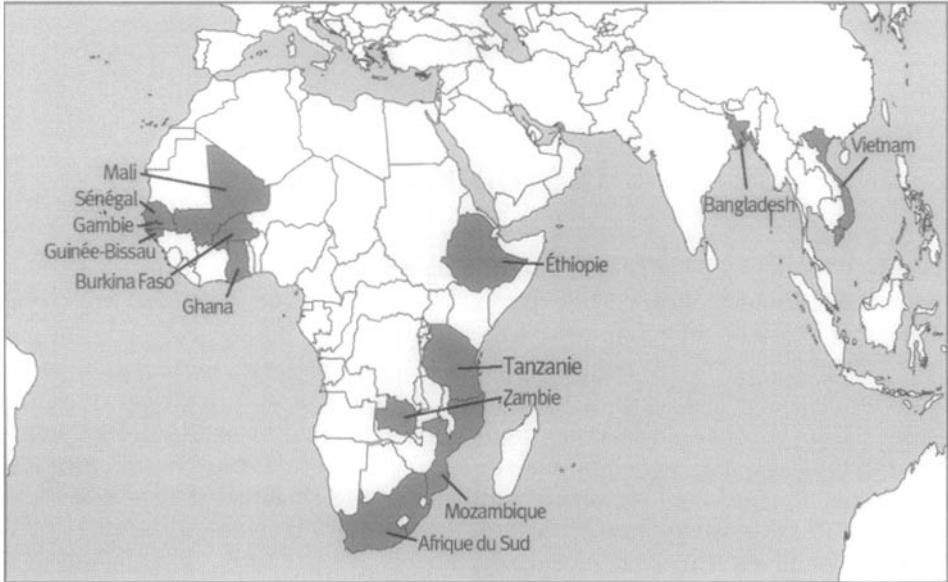 Mali
Sénégal
Gambie
Guinée-Bissau
Burkina Faso
Ghana
Éthiopie
Tanzanie
Zambie
Mozambique
Afrique du Sud
Bangladesh
Vietnam